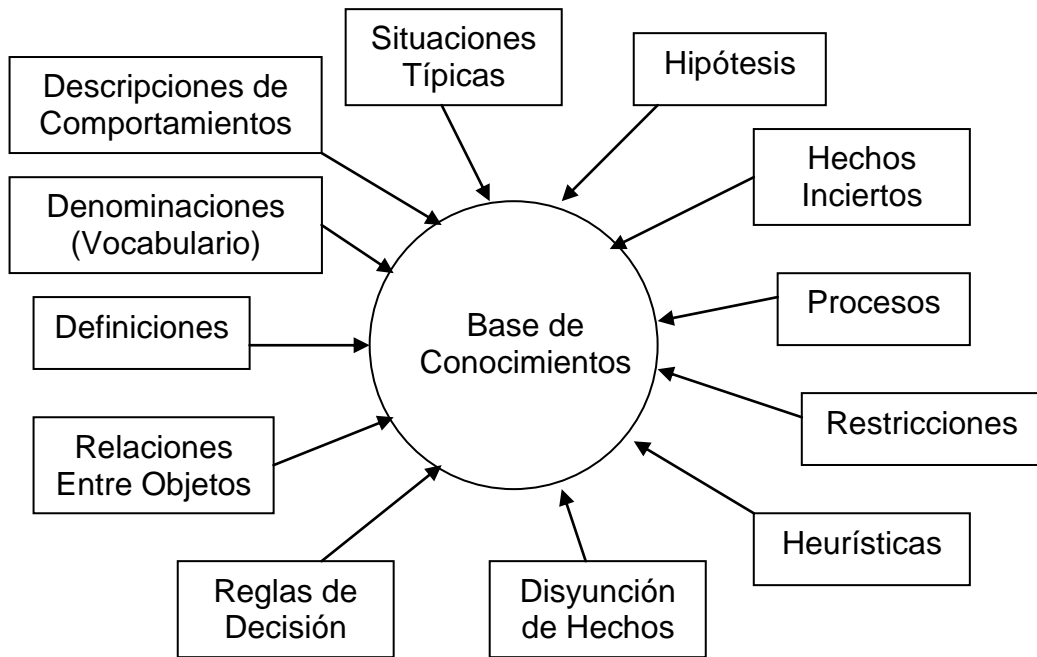 Situaciones
Típicas
Hipótesis
Descripciones de
Comportamientos
Hechos
Inciertos
Denominaciones
(Vocabulario)
Procesos
Definiciones
Base de
Conocimientos
Restricciones
Relaciones
Entre Objetos
Heurísticas
Reglas de
Decisión
Disyunción
de Hechos